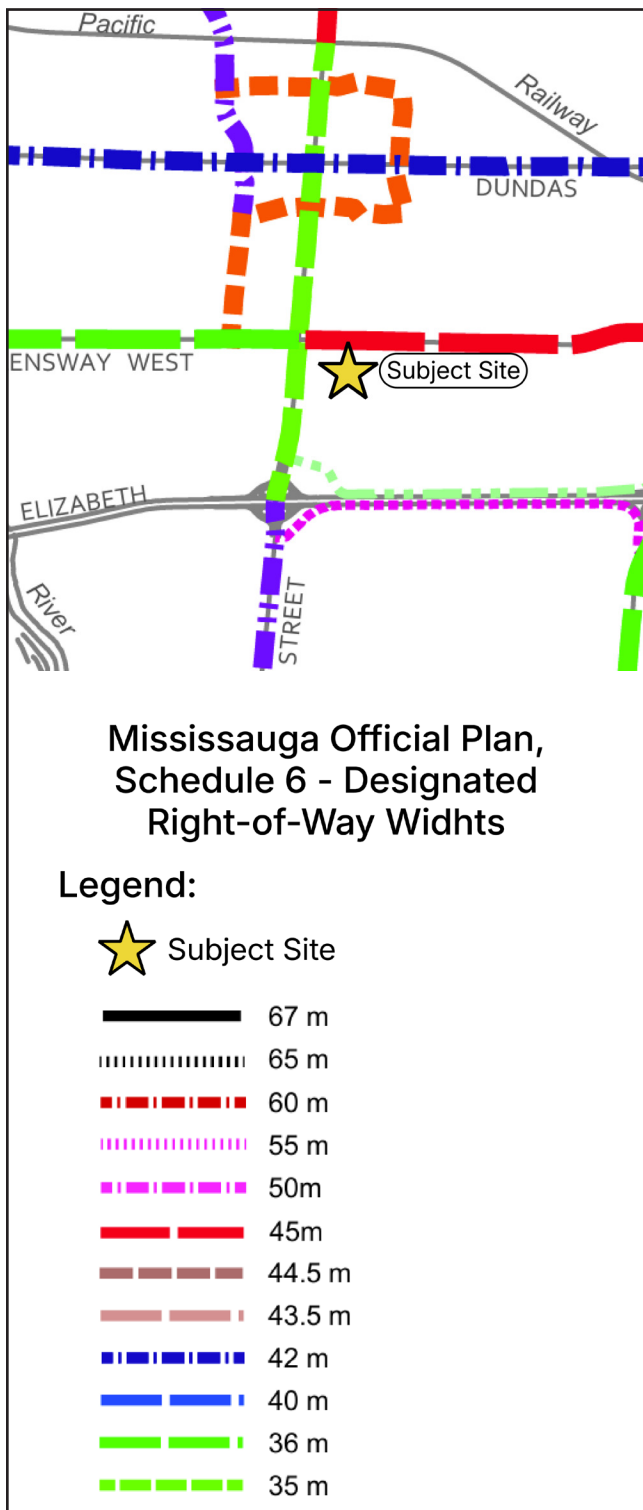 Pacific
Railway
DUNDAS
ENSWAY WEST
Subject Site
ELIZABETH
River
STREET
Mississauga Official Plan,
Schedule 6 - Designated
Right-of-Way Widhts
Legend:
Subject Site
67 m
65 m
60 m
55 m
50m
45m
44.5 m
43.5 m
42 m
40 m
36 m
35 m